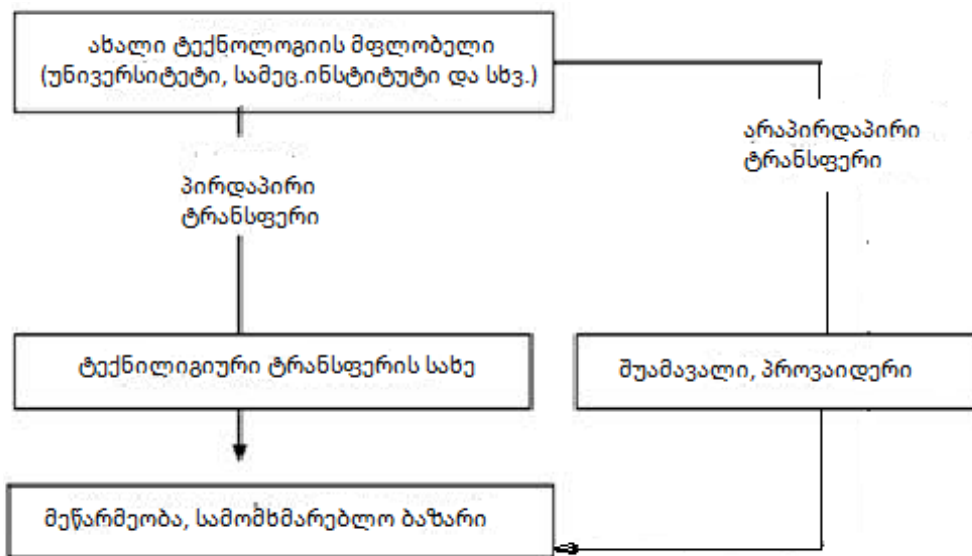 ახალი ტექნოლოგიის მფლობელი
(უნივერსიტეტი, სამეც.ინსტიტუტი და სხვ.)
არაპირდაპირი
ტრანსფერი
პირდაპირი
ტრანსფერი
ტექნილიგიური ტრანსფერის სახე
შუამავალი, პროვაიდერი
მეწარმეობა, სამომხმარებლო ბაზარი